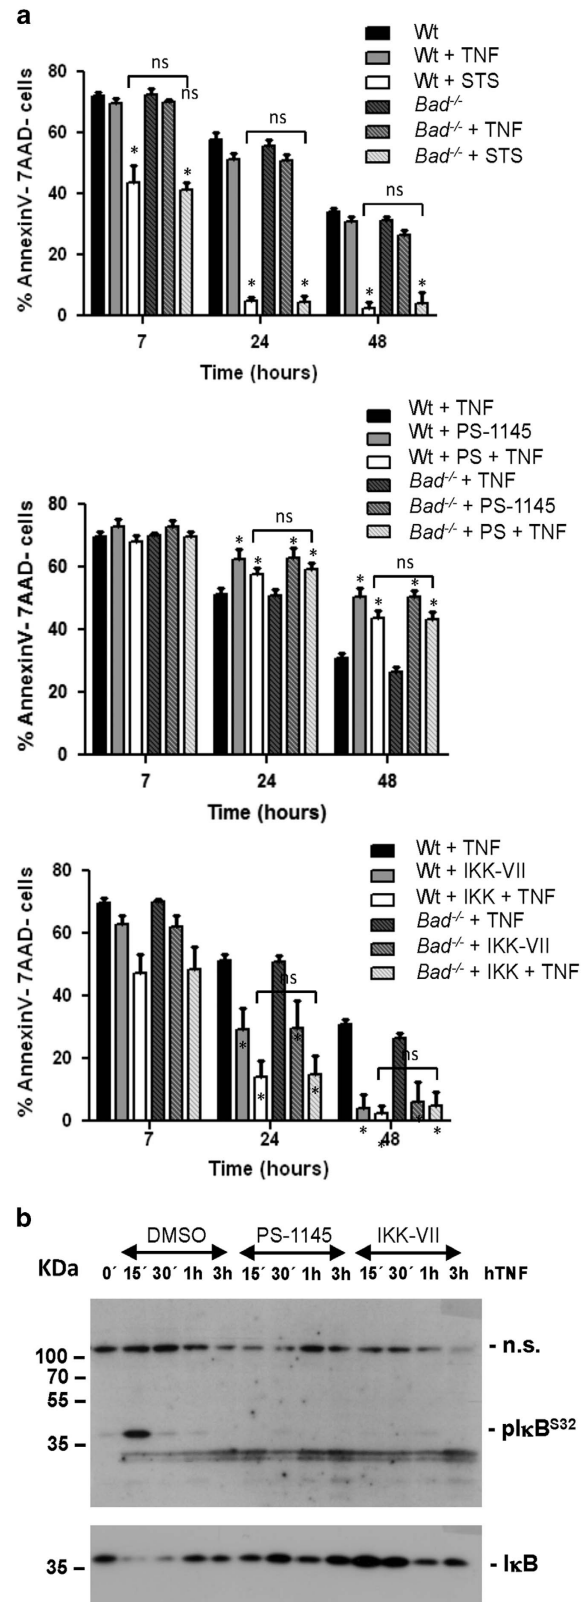 a
Wt
Wt + TNF
Wt + STS
Bad-/-
Bad-/- + TNF
Bad-/- + STS
% AnnexinV- 7AAD- cells
80
60
40
20
0
ns
ns
ns
ns
*
*
*
*
*
*
7
24
48
Time (hours)
Wt + TNF
Wt + PS-1145
Wt + PS + TNF
Bad-/- + TNF
Bad-/- + PS-1145
Bad-/- + PS + TNF
% AnnexinV- 7AAD- cells
80
60
40
20
0
ns
ns
*
*
*
*
*
*
*
*
7
24
48
Time (hours)
Wt + TNF
Wt + IKK-VII
Wt + IKK + TNF
Bad-/- + TNF
Bad-/- + IKK-VII
Bad-/- + IKK + TNF
% AnnexinV- 7AAD- cells
80
60
40
20
0
ns
ns
*
*
*
*
*
*
*
*
7
24
48
Time (hours)
b
DMSO PS-1145 IKK-VII
KDa 0´ 15´ 30´ 1h 3h 15´ 30´ 1h 3h 15´ 30´ 1h 3h hTNF
- n.s.
100 –
70 –
55 –
- pIκBS32
35 –
35 –
- IκB